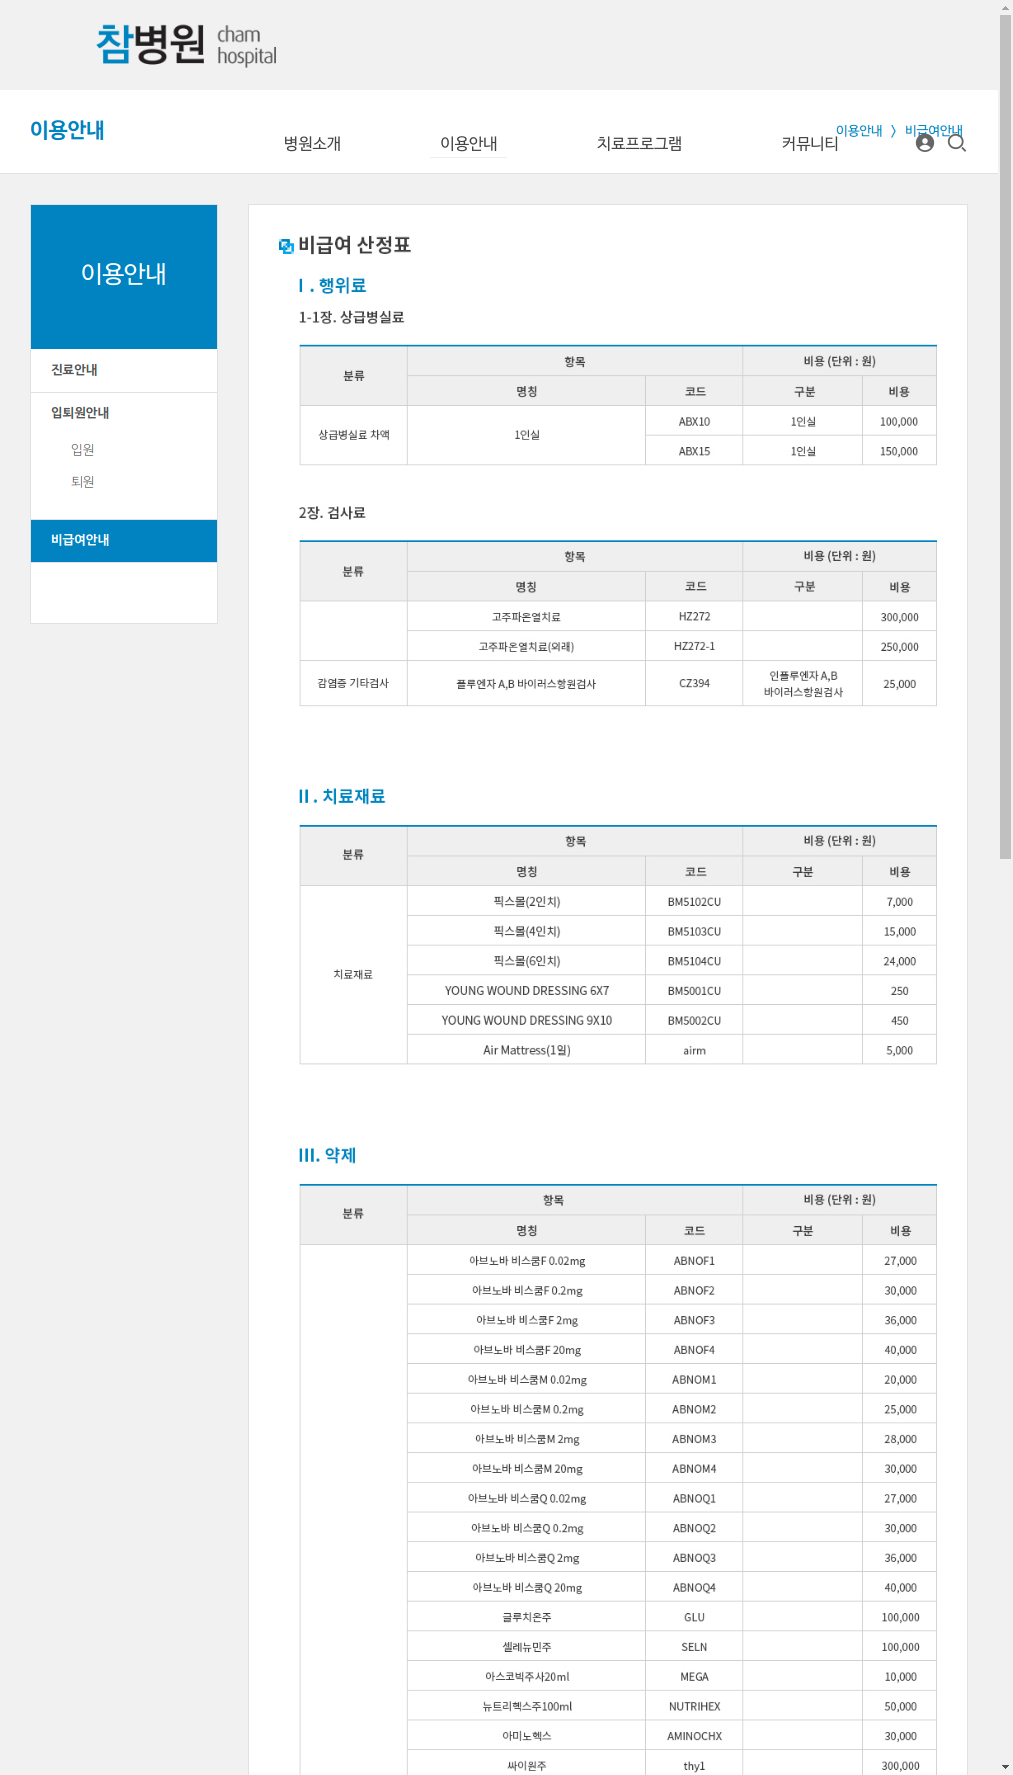 참병원 cham hospital
이용안내
병원소개 이용안내 치료프로그램 커뮤니티
이용안내 > 비급여안내
이용안내
진료안내
입퇴원안내
입원
퇴원
비급여안내
비급여 산정표
I . 행위료
1-1장. 상급병실료
분류 항목 비용 (단위 : 원)
명칭 코드 구분 비용
상급병실료 차액 1인실 ABX10 1인실 100,000
ABX15 1인실 150,000
2장. 검사료
분류 항목 비용 (단위 : 원)
명칭 코드 구분 비용
고주파온열치료 HZ272 300,000
고주파온열치료(외래) HZ272-1 250,000
감염증 기타검사 플루엔자 A,B 바이러스항원검사 CZ394 인플루엔자 A,B 바이러스항원검사 25,000
II . 치료재료
분류 항목 비용 (단위 : 원)
명칭 코드 구분 비용
치료재료 픽스몰(2인치) BM5102CU 7,000
픽스몰(4인치) BM5103CU 15,000
픽스몰(6인치) BM5104CU 24,000
YOUNG WOUND DRESSING 6X7 BM5001CU 250
YOUNG WOUND DRESSING 9X10 BM5002CU 450
Air Mattress(1일) airm 5,000
III. 약제
분류 항목 비용 (단위 : 원)
명칭 코드 구분 비용
아브노바 비스쿰F 0.02mg ABNOF1 27,000
아브노바 비스쿰F 0.2mg ABNOF2 30,000
아브노바 비스쿰F 2mg ABNOF3 36,000
아브노바 비스쿰F 20mg ABNOF4 40,000
아브노바 비스쿰M 0.02mg ABNOM1 20,000
아브노바 비스쿰M 0.2mg ABNOM2 25,000
아브노바 비스쿰M 2mg ABNOM3 28,000
아브노바 비스쿰M 20mg ABNOM4 30,000
아브노바 비스쿰Q 0.02mg ABNOQ1 27,000
아브노바 비스쿰Q 0.2mg ABNOQ2 30,000
아브노바 비스쿰Q 2mg ABNOQ3 36,000
아브노바 비스쿰Q 20mg ABNOQ4 40,000
글루치온주 GLU 100,000
셀레뉴민주 SELN 100,000
아스코빅주사20ml MEGA 10,000
뉴트리헥스주100ml NUTRIHEX 50,000
아미노헥스 AMINOCHX 30,000
싸이원주 thy1 300,000